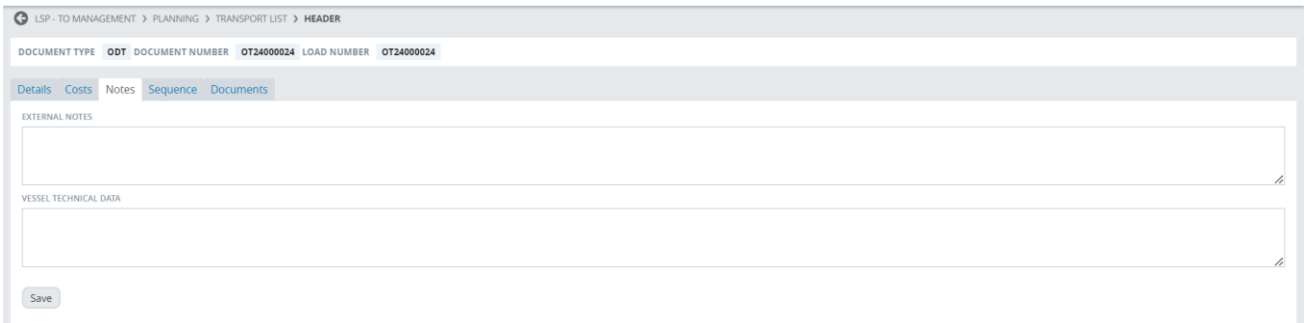 LSP - TO MANAGEMENT > PLANNING > TRANSPORT LIST > HEADER
DOCUMENT TYPE ODT DOCUMENT NUMBER OT24000024 LOAD NUMBER OT24000024
Details Costs Notes Sequence Documents
EXTERNAL NOTES
VESSEL TECHNICAL DATA
Save